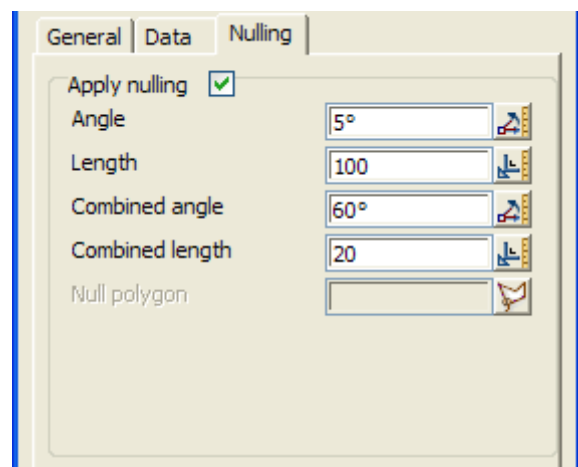 General Data Nulling
Apply nulling
Angle 5°
Length 100
Combined angle 60°
Combined length 20
Null polygon